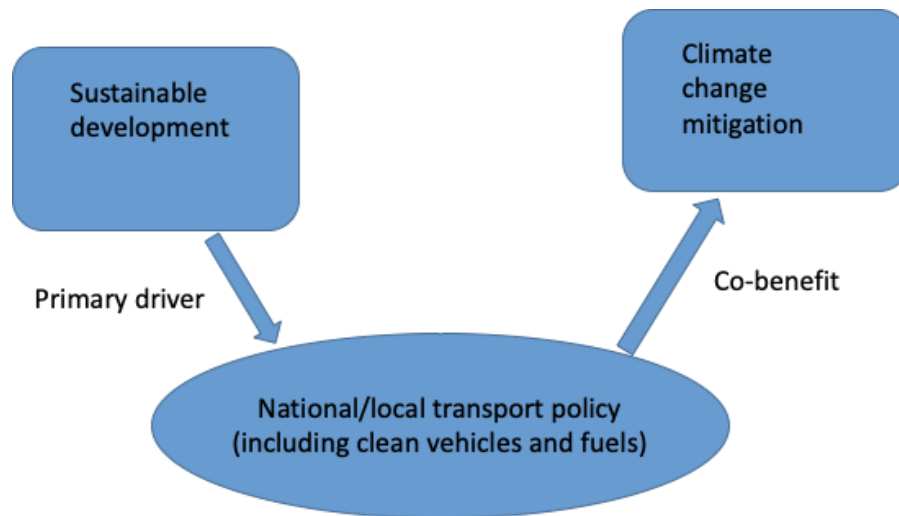 Sustainable
development
Climate
change
mitigation
Primary driver
Co-benefit
National/local transport policy
(including clean vehicles and fuels)